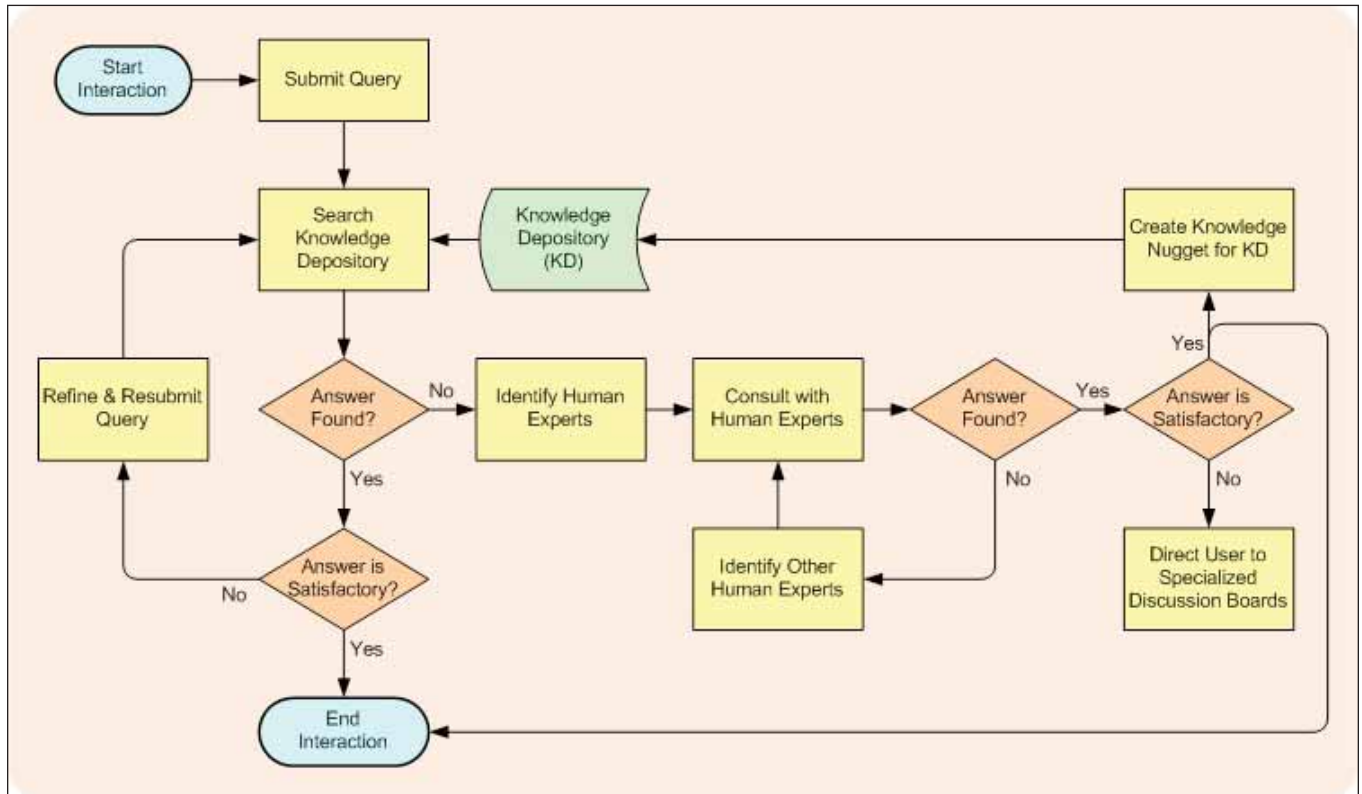 Start
Interaction
Submit Query
Search
Knowledge
Depository
Knowledge
Depository
(KD)
Create Knowledge
Nugget for KD
Yes
Refine & Resubmit
Query
Answer
Found?
No
Identify Human
Experts
Consult with
Human Experts
Answer
Found?
Yes
Answer is
Satisfactory?
Yes
No
No
Answer is
Satisfactory?
No
Identify Other
Human Experts
Direct User to
Specialized
Discussion Boards
Yes
End
Interaction